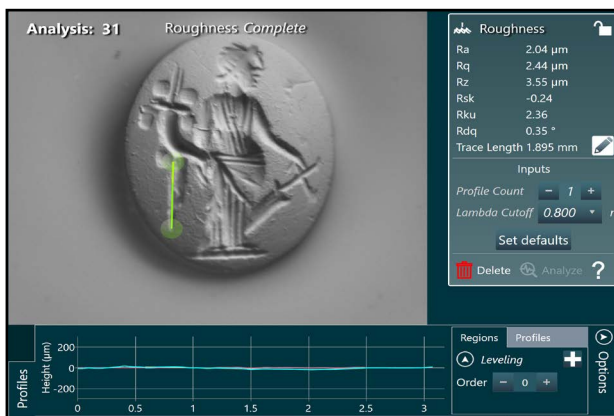 Analysis: 31
Roughness Complete
Roughness
Ra 2.04 µm
Rq 2.44 µm
Rz 3.55 µm
Rsk -0.24
Rku 2.36
Rdq 0.35 °
Trace Length 1.895 mm
Inputs
Profile Count - 1 +
Lambda Cutoff 0.800
Set defaults
Delete Analyze ?
Profiles
Height (µm)
200
0
-200
0 0.5 1 1.5 2 2.5 3
Regions Profiles
Leveling
Order - 0 +
Options